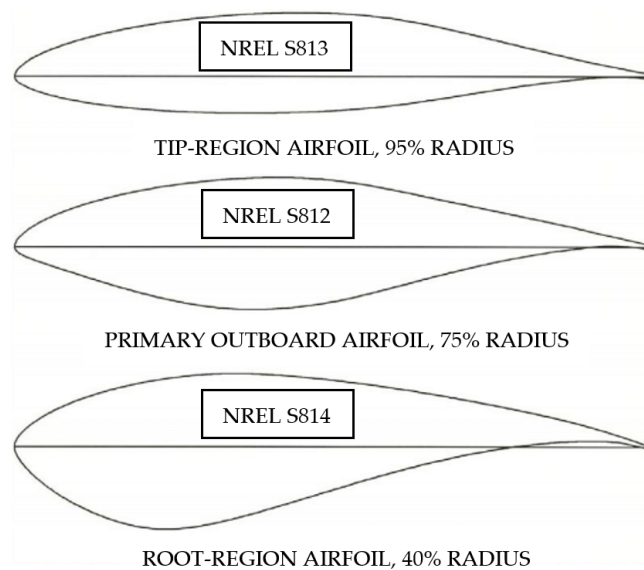 NREL S813
TIP-REGION AIRFOIL, 95% RADIUS
NREL S812
PRIMARY OUTBOARD AIRFOIL, 75% RADIUS
NREL S814
ROOT-REGION AIRFOIL, 40% RADIUS